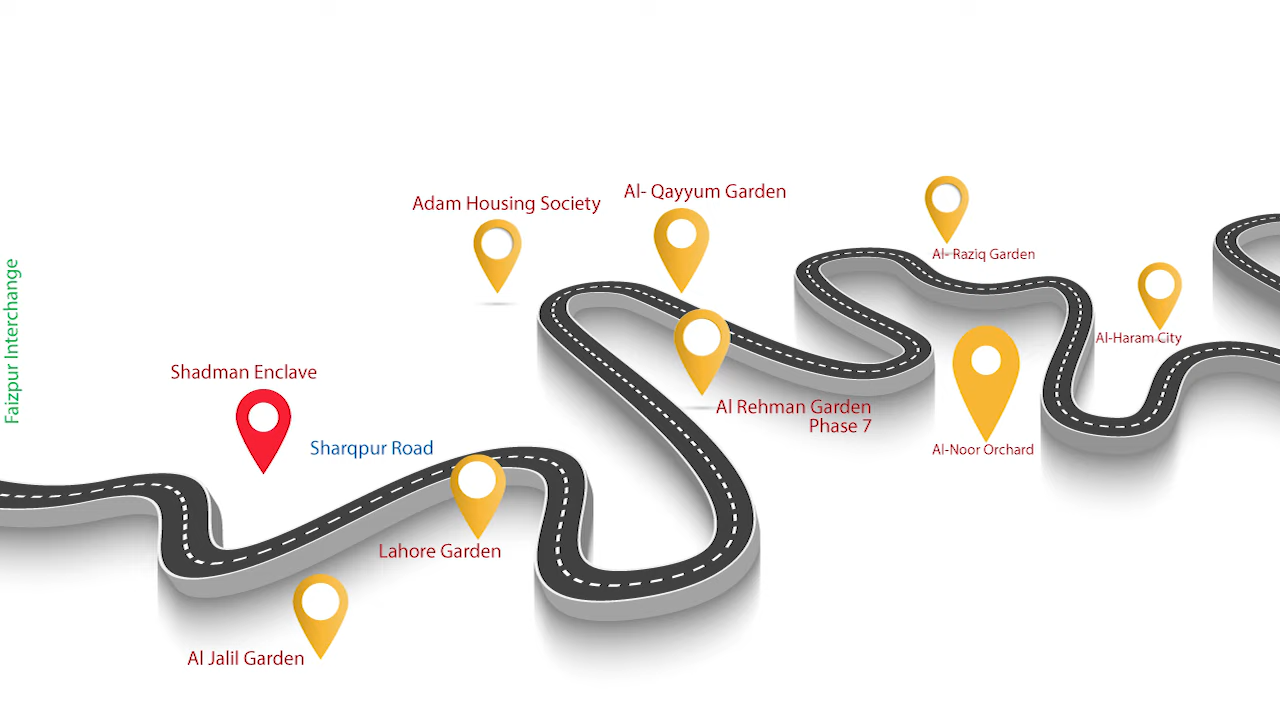 Faizpur Interchange
Adam Housing Society
Al- Qayyum Garden
Al- Raziq Garden
Al-Haram City
Shadman Enclave
Al Rehman Garden
Phase 7
Sharqpur Road
Al-Noor Orchard
Lahore Garden
Al Jalil Garden